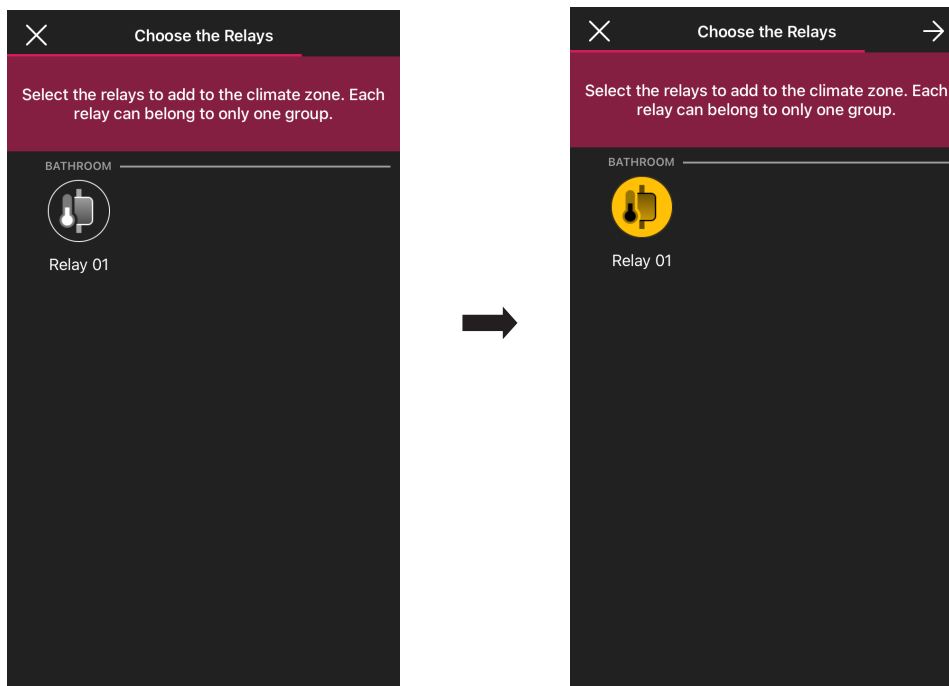 Choose the Relays
Select the relays to add to the climate zone. Each
relay can belong to only one group.
BATHROOM
Relay 01
Choose the Relays
Select the relays to add to the climate zone. Each
relay can belong to only one group.
BATHROOM
Relay 01